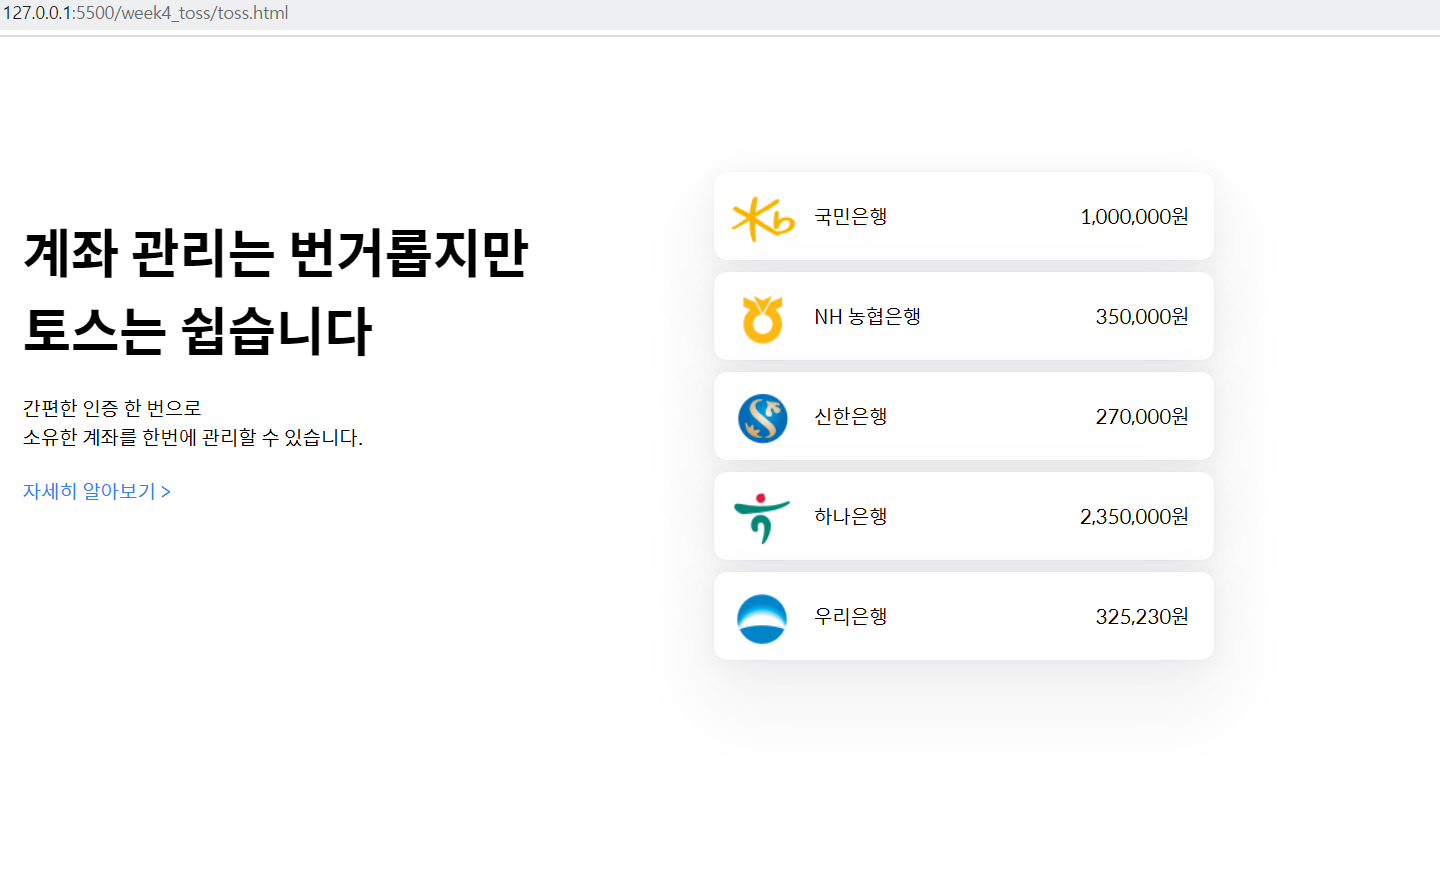 127.0.0.1:5500/week4_toss/toss.html
계좌 관리는 번거롭지만
토스는 쉽습니다
간편한 인증 한 번으로
소유한 계좌를 한번에 관리할 수 있습니다.
자세히 알아보기 >
국민은행 1,000,000원
NH 농협은행 350,000원
신한은행 270,000원
하나은행 2,350,000원
우리은행 325,230원